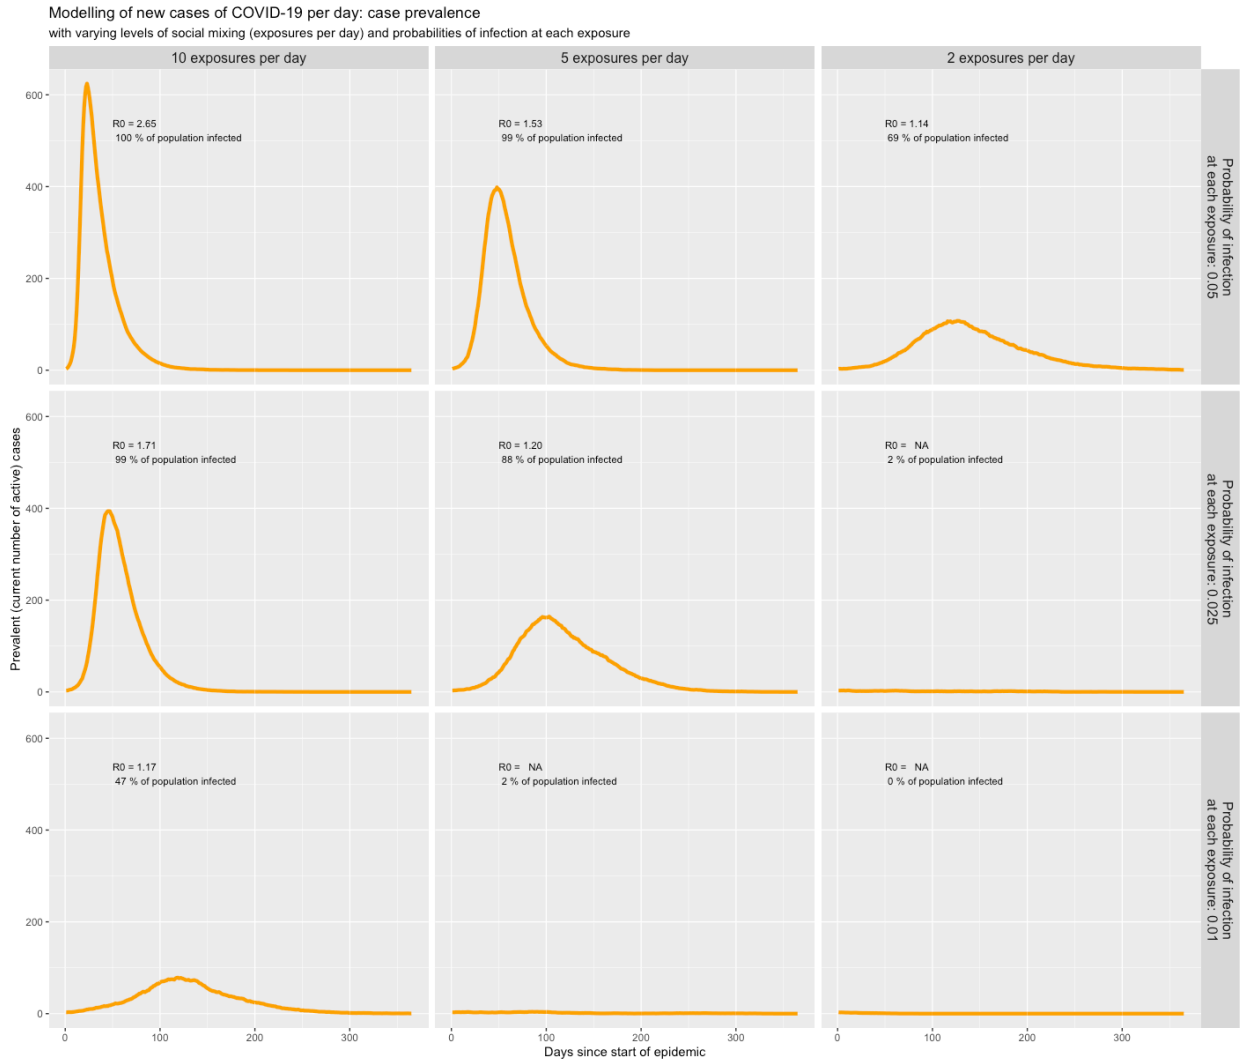 Modelling of new cases of COVID-19 per day: case prevalence
with varying levels of social mixing (exposures per day) and probabilities of infection at each exposure
10 exposures per day
5 exposures per day
2 exposures per day
600
400
200
0
R0 = 2.65
100 % of population infected
R0 = 1.53
99 % of population infected
R0 = 1.14
69 % of population infected
Probability of infection
at each exposure: 0.05
Prevalent (current number of active) cases
600
400
200
0
R0 = 1.71
99 % of population infected
R0 = 1.20
88 % of population infected
R0 =   NA
2 % of population infected
Probability of infection
at each exposure: 0.025
600
400
200
0
R0 = 1.17
47 % of population infected
R0 =   NA
2 % of population infected
R0 =   NA
0 % of population infected
Probability of infection
at each exposure: 0.01
0 100 200 300
0 100 200 300
0 100 200 300
Days since start of epidemic